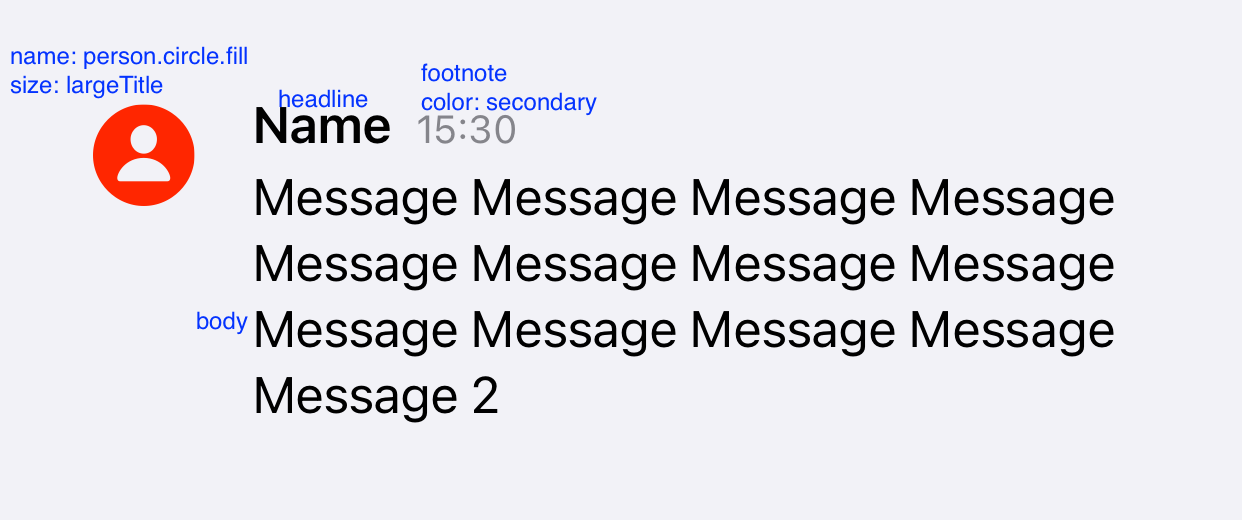 name: person.circle.fill
size: largeTitle
footnote
color: secondary
headline
Name 15:30
Message Message Message Message
Message Message Message Message
body
Message Message Message Message
Message 2